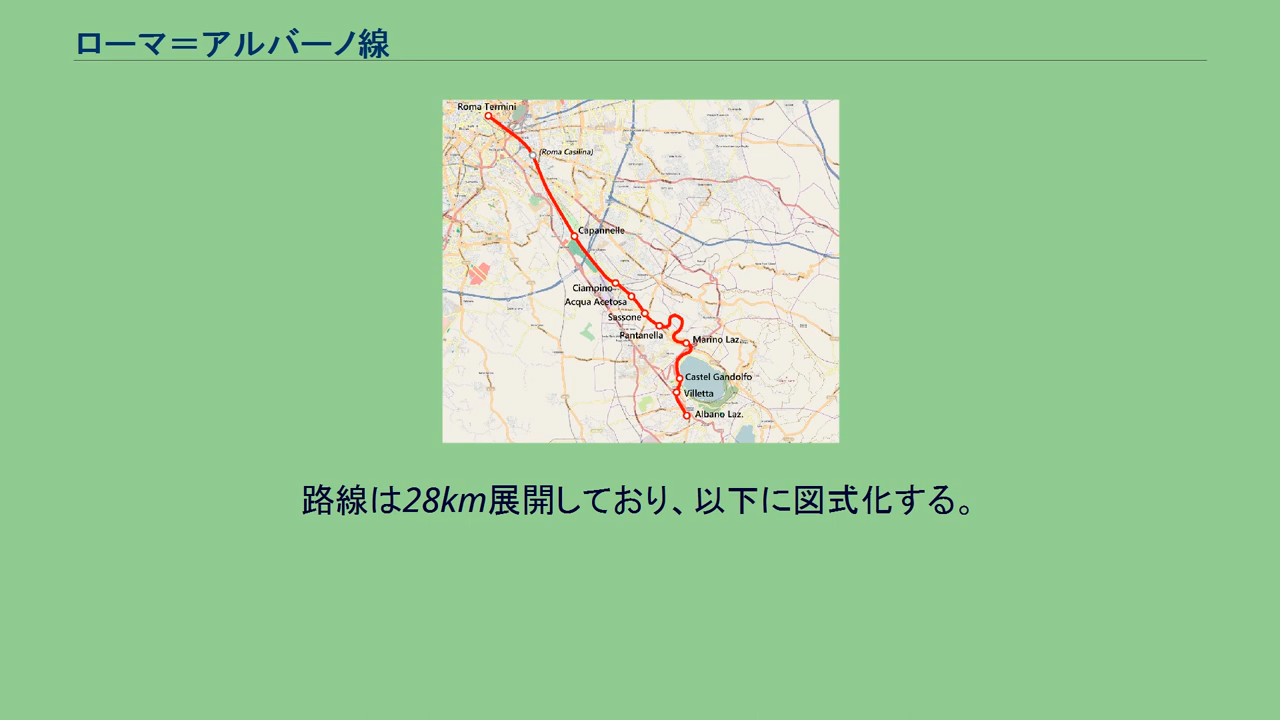 ローマ＝アルバーノ線
Roma Termini
(Roma Casilina)
Capannelle
Ciampino
Acqua Acetosa
Sassone
Pantanella
Marino Laz.
Castel Gandolfo
Villetta
Albano Laz.
路線は28km展開しており、以下に図式化する。